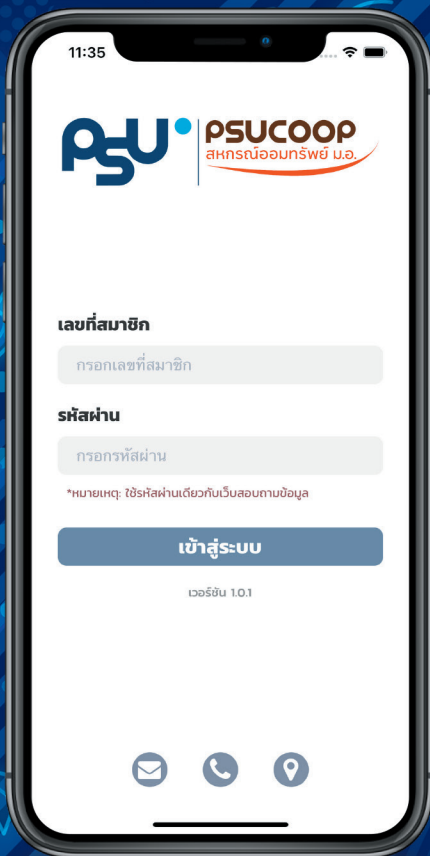 11:35
PSU
PSUCOOP
สหกรณ์ออมทรัพย์ ม.อ.
เลขที่สมาชิก
กรอกเลขที่สมาชิก
รหัสผ่าน
กรอกรหัสผ่าน
*หมายเหตุ: ใช้รหัสผ่านเดียวกับเว็บสอบถามข้อมูล
เข้าสู่ระบบ
เวอร์ชัน 1.0.1